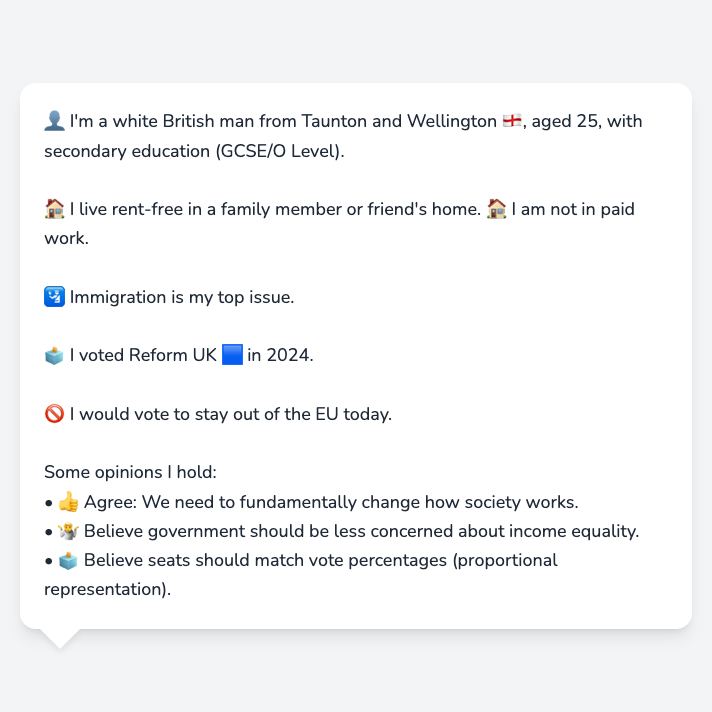 👤 I'm a white British man from Taunton and Wellington 🏴󠁧󠁢󠁥󠁮󠁧󠁿, aged 25, with
secondary education (GCSE/O Level).
🏠 I live rent-free in a family member or friend's home. 🏠 I am not in paid
work.
🛂 Immigration is my top issue.
🗳️ I voted Reform UK 🟦 in 2024.
🚫 I would vote to stay out of the EU today.
Some opinions I hold:
• 👍 Agree: We need to fundamentally change how society works.
• 🤷 Believe government should be less concerned about income equality.
• 🗳️ Believe seats should match vote percentages (proportional
representation).